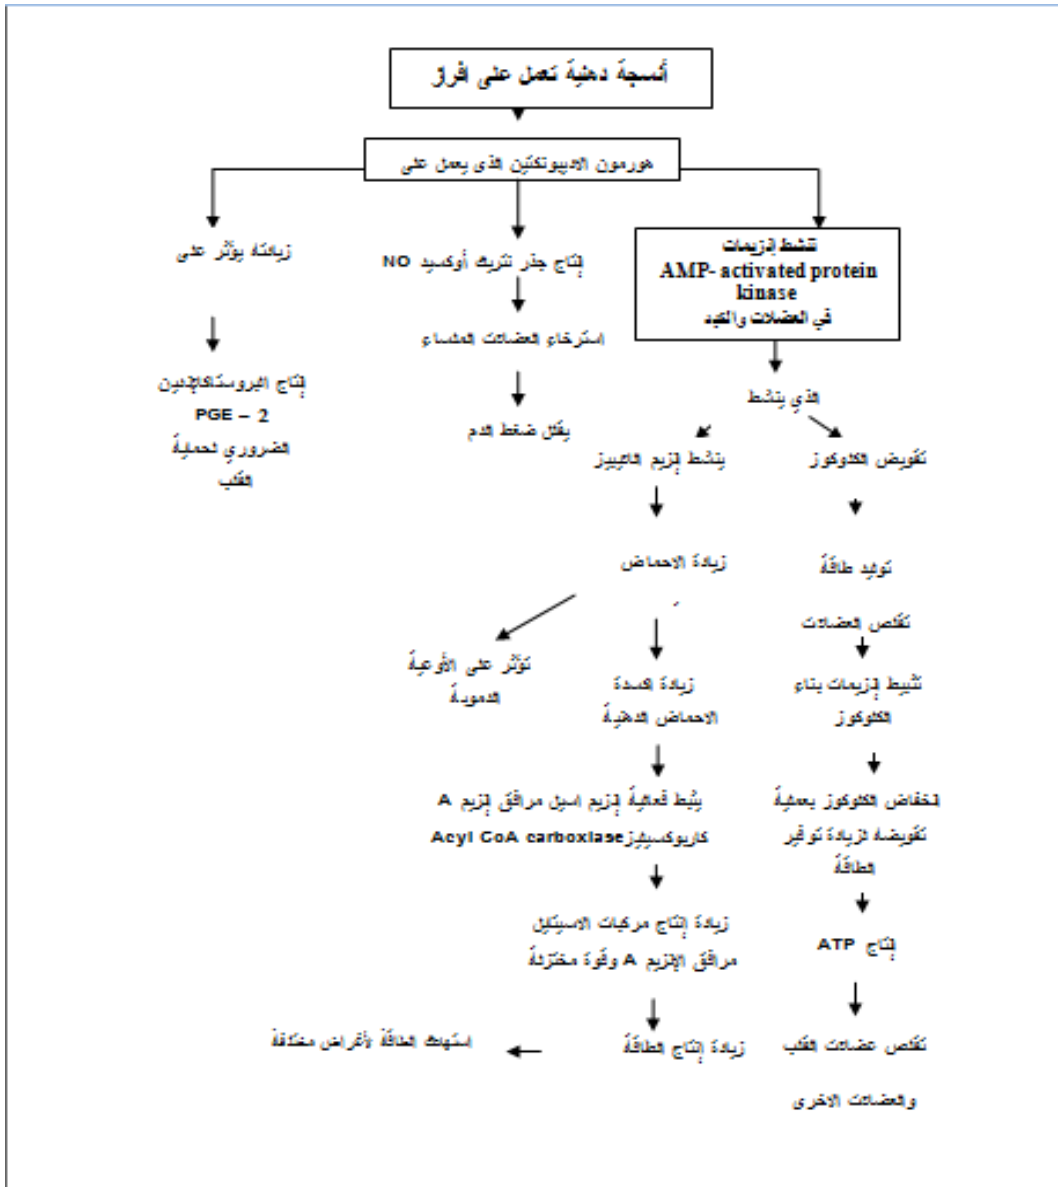 أنسجة دهنية تعمل على افراز
هورمون الاديبونكتين الذي يعمل على
تنشط إنزيمات
AMP- activated protein
kinase
في العضلات والكبد
إنتاج جذر نتريك أوكسيد NO
زيادته يؤثر على
استرخاء العضلات الملساء
الذي ينشط
إنتاج البروستاكلاندين
PGE – 2
الضروري لحماية
القلب
يقلل ضغط الدم
تقويض الكلوكوز
ينشط إنزيم اللايبيز
توليد طاقة
زيادة الاحماض
تقلص العضلات
تثبيط إنزيمات بناء
الكلوكوز
زيادة اكسدة
الاحماض الدهنية
تؤثر على الأوعية
الدموية
انخفاض الكلوكوز بعملية
تقويضه لزيادة توفير
الطاقة
يثبط فعالية إنزيم اسيل مرافق إنزيم A
كاربوكسيليز Acyl CoA carboxlase
زيادة إنتاج مركبات الاسيتايل
مرافق الإنزيم A وقوة مختزلة
إنتاج ATP
تقلص عضلات القلب
والعضلات الاخرى
زيادة إنتاج الطاقة
استهلاك الطاقة لأغراض مختلفة